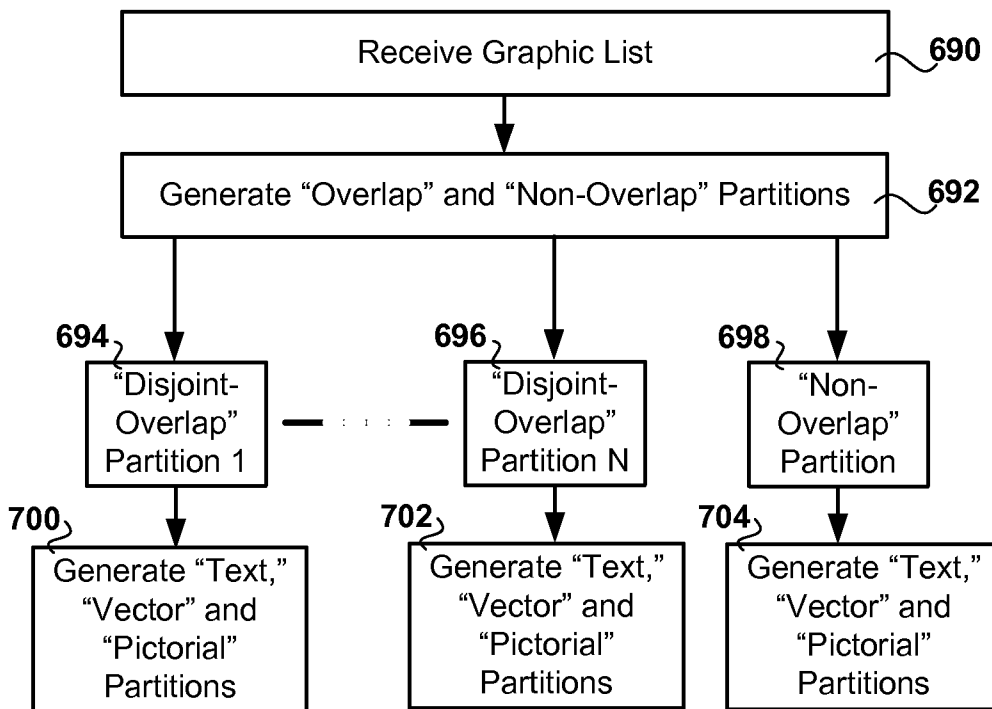 Receive Graphic List
690
Generate “Overlap” and “Non-Overlap” Partitions
692
694
“Disjoint-
Overlap”
Partition 1
696
“Disjoint-
Overlap”
Partition N
698
“Non-
Overlap”
Partition
700
Generate “Text,”
“Vector” and
“Pictorial”
Partitions
702
Generate “Text,”
“Vector” and
“Pictorial”
Partitions
704
Generate “Text,”
“Vector” and
“Pictorial”
Partitions